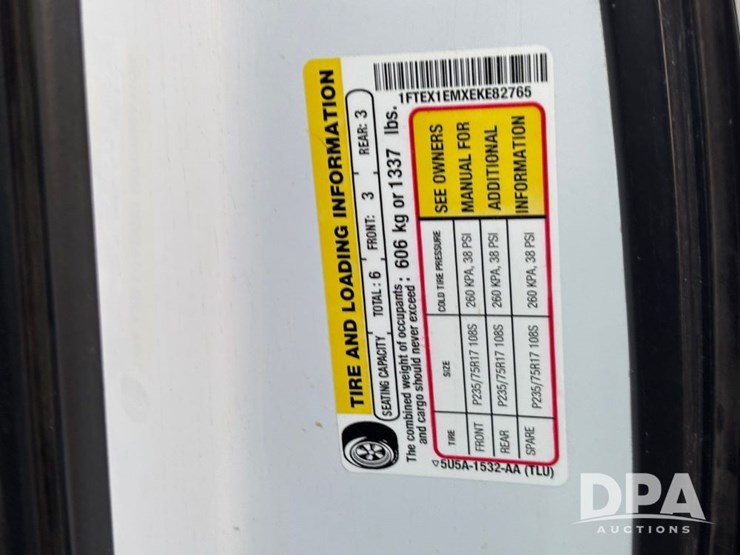 TIRE AND LOADING INFORMATION
SEATING CAPACITY TOTAL: 6 FRONT: 3 REAR: 3
The combined weight of occupants and cargo should never exceed: 606 kg or 1337 lbs.
TIRE SIZE COLD TIRE PRESSURE
FRONT P235/75R17 108S 260 KPA, 38 PSI
REAR P235/75R17 108S 260 KPA, 38 PSI
SPARE P235/75R17 108S 260 KPA, 38 PSI
SEE OWNERS
MANUAL FOR
ADDITIONAL
INFORMATION
5U5A-1532-AA (TLU)
1FTEX1EMXEKE82765
DPA
AUCTIONS